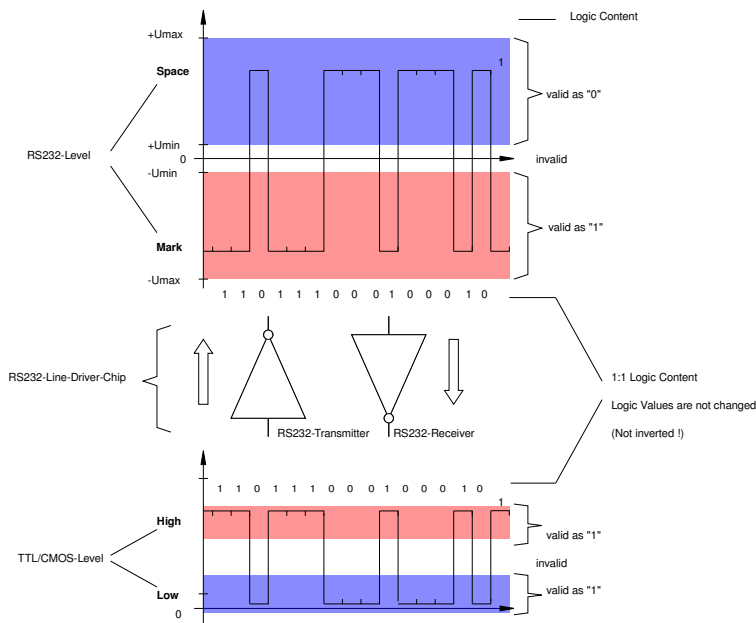 Logic Content
+Umax
Space
1
valid as "0"
+Umin
RS232-Level
0
invalid
-Umin
valid as "1"
Mark
-Umax
1 1 0 1 1 1 0 0 0 1 0 0 0 1 0
RS232-Line-Driver-Chip
1:1 Logic Content
Logic Values are not changed
(Not inverted !)
RS232-Transmitter
RS232-Receiver
1 1 0 1 1 1 0 0 0 1 0 0 0 1 0
1
High
valid as "1"
TTL/CMOS-Level
invalid
valid as "1"
Low
0